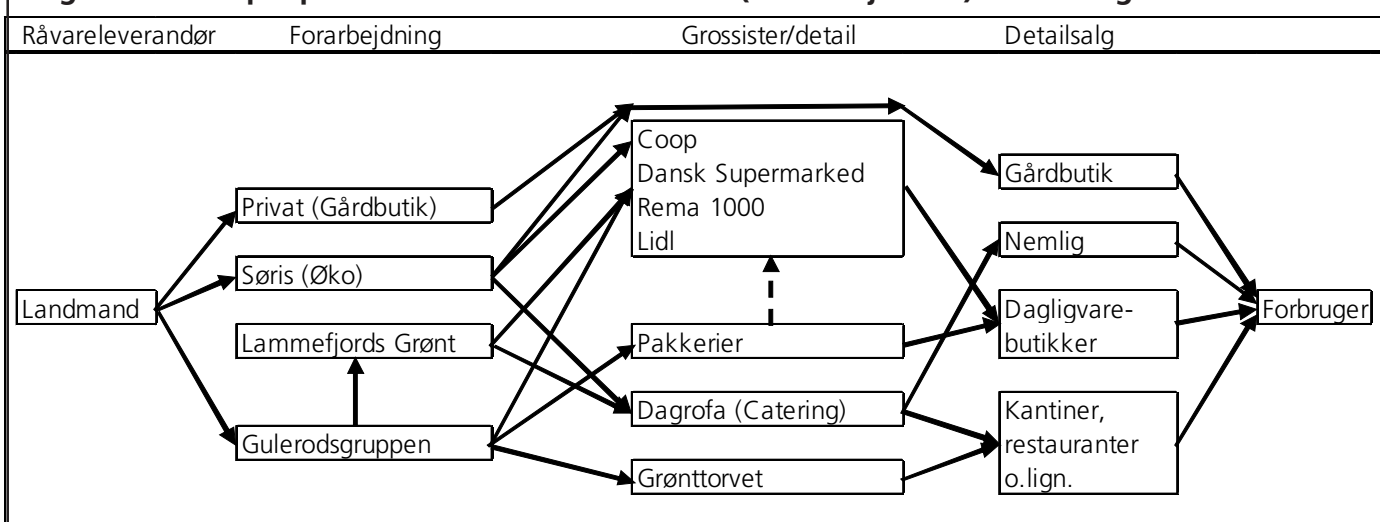 Råvareleverandør
Forarbejdning
Grossister/detail
Detailsalg
Landmand
Privat (Gårdbutik)
Søris (Øko)
Lammefjords Grønt
Gulerodsgruppen
Coop
Dansk Supermarked
Rema 1000
Lidl
Pakkerier
Dagrofa (Catering)
Grønttorvet
Gårdbutik
Nemlig
Dagligvare-
butikker
Kantiner,
restauranter
o.lign.
Forbruger